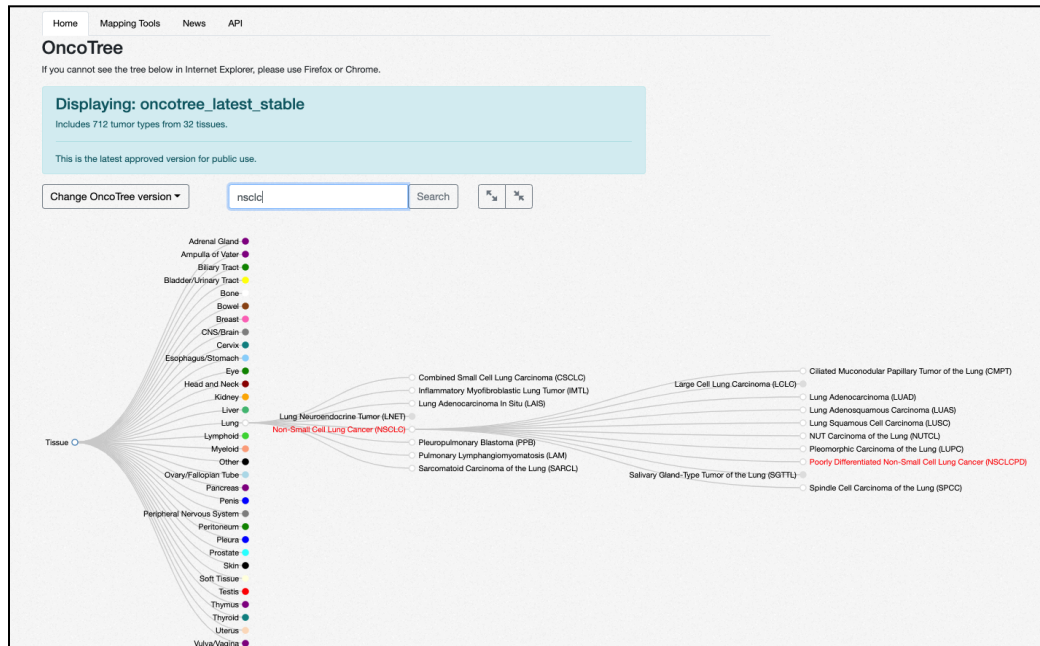 Home Mapping Tools News API
OncoTree
If you cannot see the tree below in Internet Explorer, please use Firefox or Chrome.
Displaying: oncotree_latest_stable
Includes 712 tumor types from 32 tissues.
This is the latest approved version for public use.
Change OncoTree version nsclc Search
Tissue
Adrenal Gland
Ampulla of Vater
Biliary Tract
Bladder/Urinary Tract
Bone
Bowel
Breast
CNS/Brain
Cervix
Esophagus/Stomach
Eye
Head and Neck
Kidney
Liver
Lung
Lymphoid
Myeloid
Other
Ovary/Fallopian Tube
Pancreas
Penis
Peripheral Nervous System
Peritoneum
Pleura
Prostate
Skin
Soft Tissue
Testis
Thymus
Thyroid
Uterus
Vulva/Vagina
Combined Small Cell Lung Carcinoma (CSCLC)
Inflammatory Myofibroblastic Lung Tumor (IMTL)
Lung Adenocarcinoma In Situ (LAIS)
Lung Neuroendocrine Tumor (LNET)
Non-Small Cell Lung Cancer (NSCLC)
Pleuropulmonary Blastoma (PPB)
Pulmonary Lymphangiomyomatosis (LAM)
Sarcomatoid Carcinoma of the Lung (SARCL)
Ciliated Muconodular Papillary Tumor of the Lung (CMPT)
Large Cell Lung Carcinoma (LCLC)
Lung Adenocarcinoma (LUAD)
Lung Adenosquamous Carcinoma (LUAS)
Lung Squamous Cell Carcinoma (LUSC)
NUT Carcinoma of the Lung (NUTCL)
Pleomorphic Carcinoma of the Lung (LUPC)
Poorly Differentiated Non-Small Cell Lung Cancer (NSCLCPD)
Salivary Gland-Type Tumor of the Lung (SGTTL)
Spindle Cell Carcinoma of the Lung (SPCC)